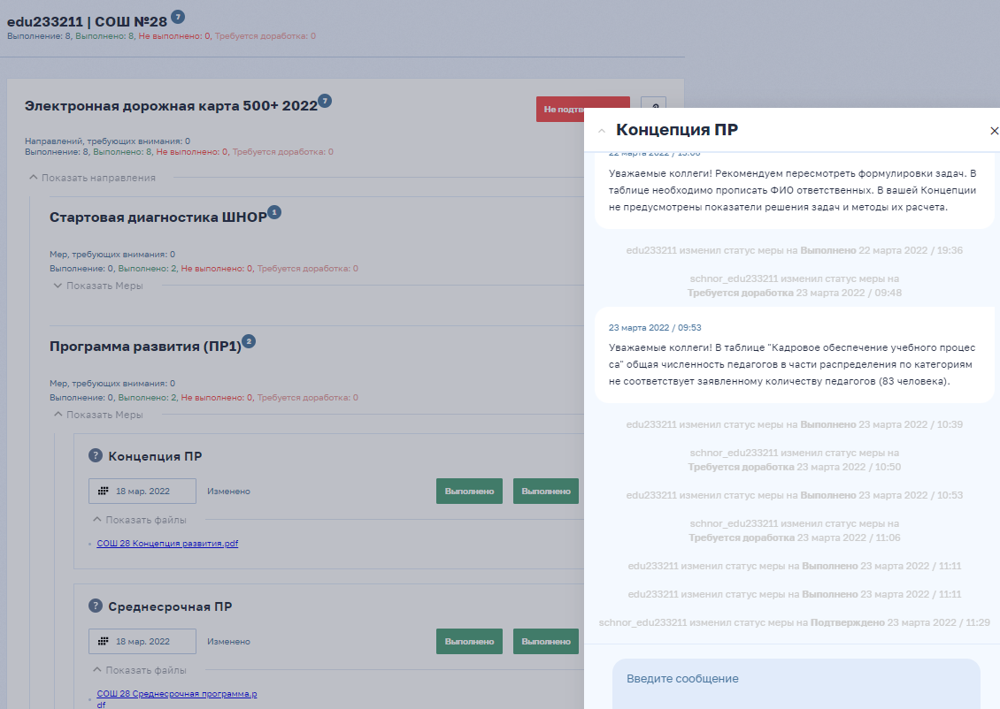 edu233211 | СОШ №28 7
Выполнение: 8, Выполнено: 8, Не выполнено: 0, Требуется доработка: 0
Электронная дорожная карта 500+ 2022 7
Направлений, требующих внимания: 0
Выполнение: 8, Выполнено: 8, Не выполнено: 0, Требуется доработка: 0
Показать направления
Стартовая диагностика ШНОР 1
Мер, требующих внимания: 0
Выполнение: 0, Выполнено: 2, Не выполнено: 0, Требуется доработка: 0
Показать Меры
Программа развития (ПР1) 2
Мер, требующих внимания: 0
Выполнение: 0, Выполнено: 2, Не выполнено: 0, Требуется доработка: 0
Показать Меры
? Концепция ПР
18 мар. 2022 Изменено Выполнено Выполнено
Показать файлы
СОШ 28 Концепция развития.pdf
? Среднесрочная ПР
18 мар. 2022 Изменено Выполнено Выполнено
Показать файлы
СОШ 28 Среднесрочная программа.p
df
Не подтв
Концепция ПР
22 марта 2022 /
Уважаемые коллеги! Рекомендуем пересмотреть формулировки задач. В
таблице необходимо прописать ФИО ответственных. В вашей Концепции
не предусмотрены показатели решения задач и методы их расчета.
edu233211 изменил статус меры на Выполнено 22 марта 2022 / 19:36
schnor_edu233211 изменил статус меры на
Требуется доработка 23 марта 2022 / 09:48
23 марта 2022 / 09:53
Уважаемые коллеги! В таблице "Кадровое обеспечение учебного процес
са" общая численность педагогов в части распределения по категориям
не соответствует заявленному количеству педагогов (83 человека).
edu233211 изменил статус меры на Выполнено 23 марта 2022 / 10:39
schnor_edu233211 изменил статус меры на
Требуется доработка 23 марта 2022 / 10:50
edu233211 изменил статус меры на Выполнено 23 марта 2022 / 10:53
schnor_edu233211 изменил статус меры на
Требуется доработка 23 марта 2022 / 11:06
edu233211 изменил статус меры на Выполнено 23 марта 2022 / 11:11
edu233211 изменил статус меры на Выполнено 23 марта 2022 / 11:11
schnor_edu233211 изменил статус меры на Подтверждено 23 марта 2022 / 11:29
Введите сообщение